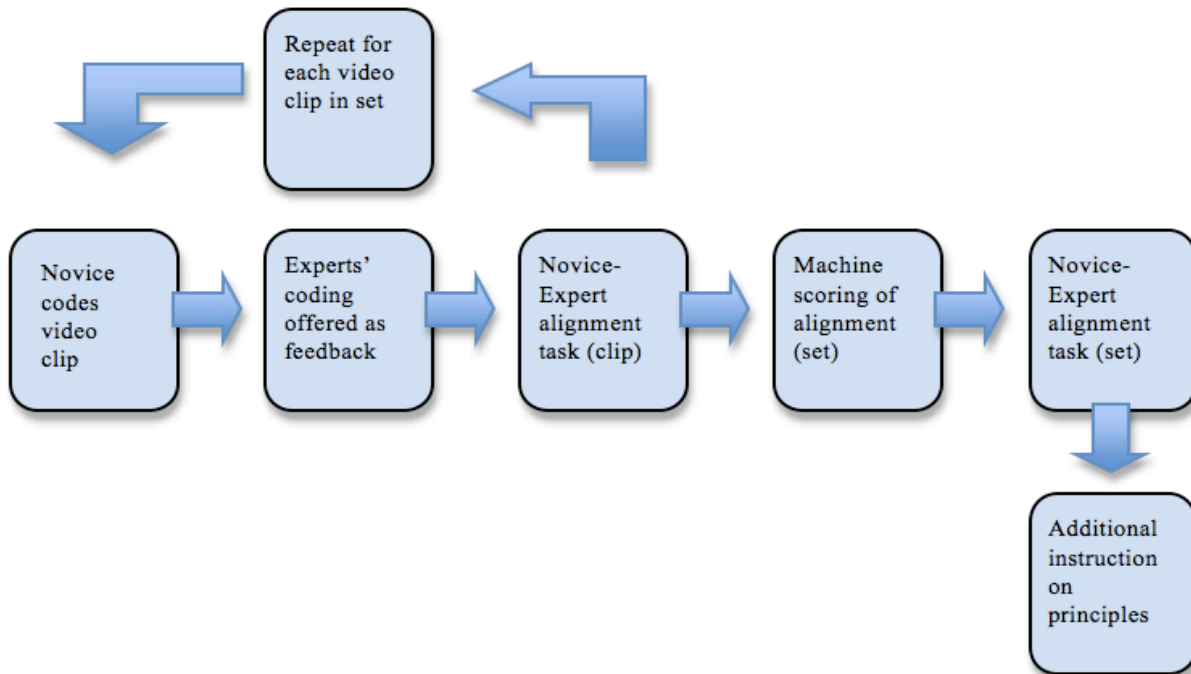 Repeat for
each video
clip in set
Novice
codes
video
clip
Experts’
coding
offered as
feedback
Novice-
Expert
alignment
task (clip)
Machine
scoring of
alignment
(set)
Novice-
Expert
alignment
task (set)
Additional
instruction
on
principles